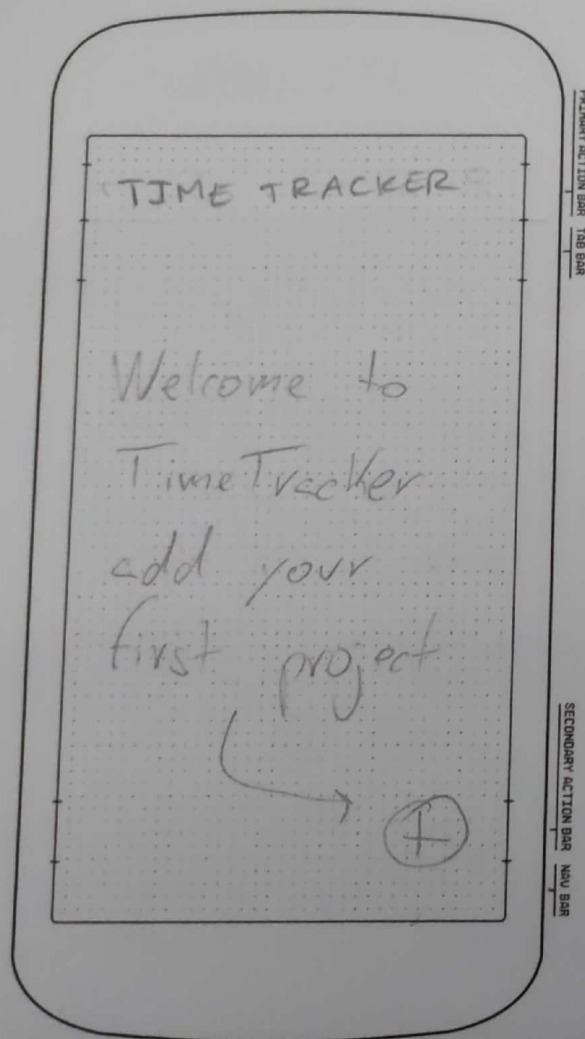 TIME TRACKER
Welcome to
TimeTracker
add your
first project
+
PRIMARY ACTION BAR
TAB BAR
SECONDARY ACTION BAR
NAV BAR